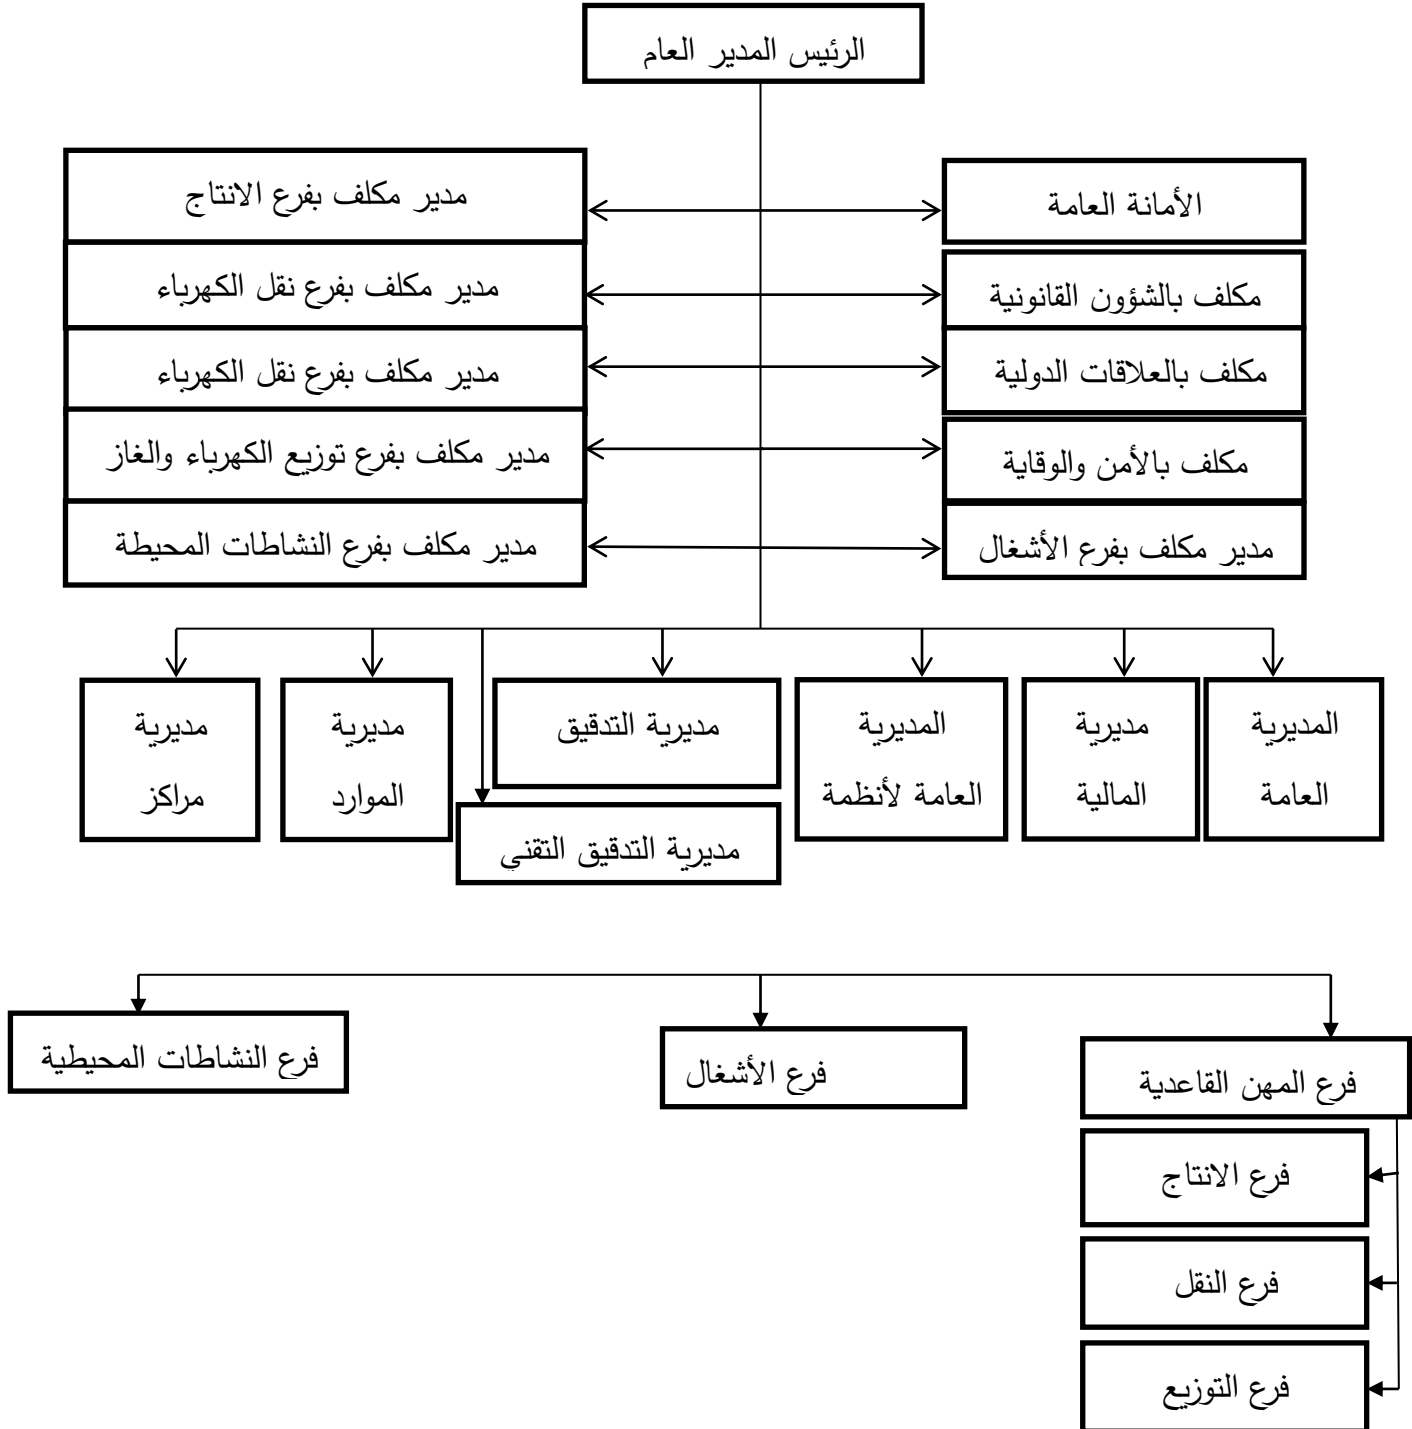 الرئيس المدير العام
الأمانة العامة
مدير مكلف بفرع الانتاج
مكلف بالشؤون القانونية
مدير مكلف بفرع نقل الكهرباء
مكلف بالعلاقات الدولية
مدير مكلف بفرع نقل الكهرباء
مكلف بالأمن والوقاية
مدير مكلف بفرع توزيع الكهرباء والغاز
مدير مكلف بفرع الأشغال
مدير مكلف بفرع النشاطات المحيطة
المديرية
العامة
مديرية
المالية
المديرية
العامة لأنظمة
مديرية التدقيق
مديرية التدقيق التقني
مديرية
الموارد
مديرية
مراكز
فرع المهن القاعدية
فرع الأشغال
فرع النشاطات المحيطية
فرع الانتاج
فرع النقل
فرع التوزيع